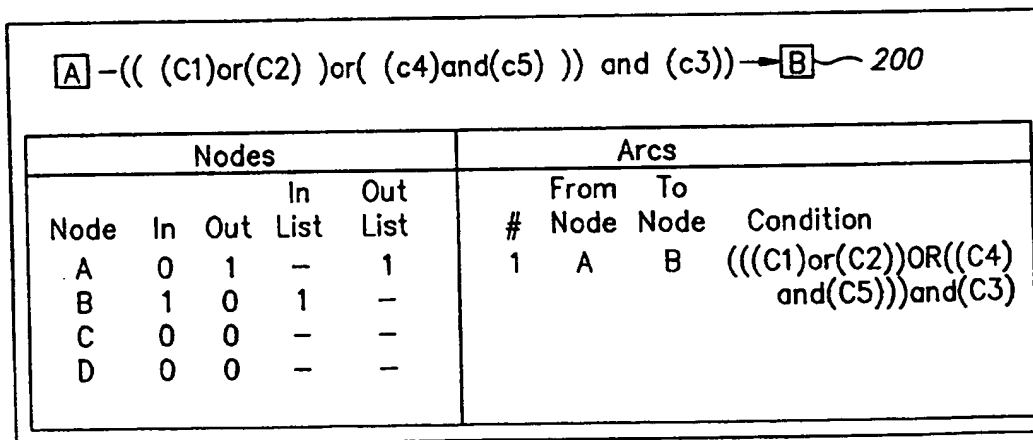 A –(( (C1)or(C2) )or( (c4)and(c5) )) and (c3))→ B 200
Nodes Arcs
In Out From To
Node In Out List List # Node Node Condition
A 0 1 – 1 1 A B (((C1)or(C2))OR((C4)
B 1 0 1 – and(C5)))and(C3)
C 0 0 – –
D 0 0 – –